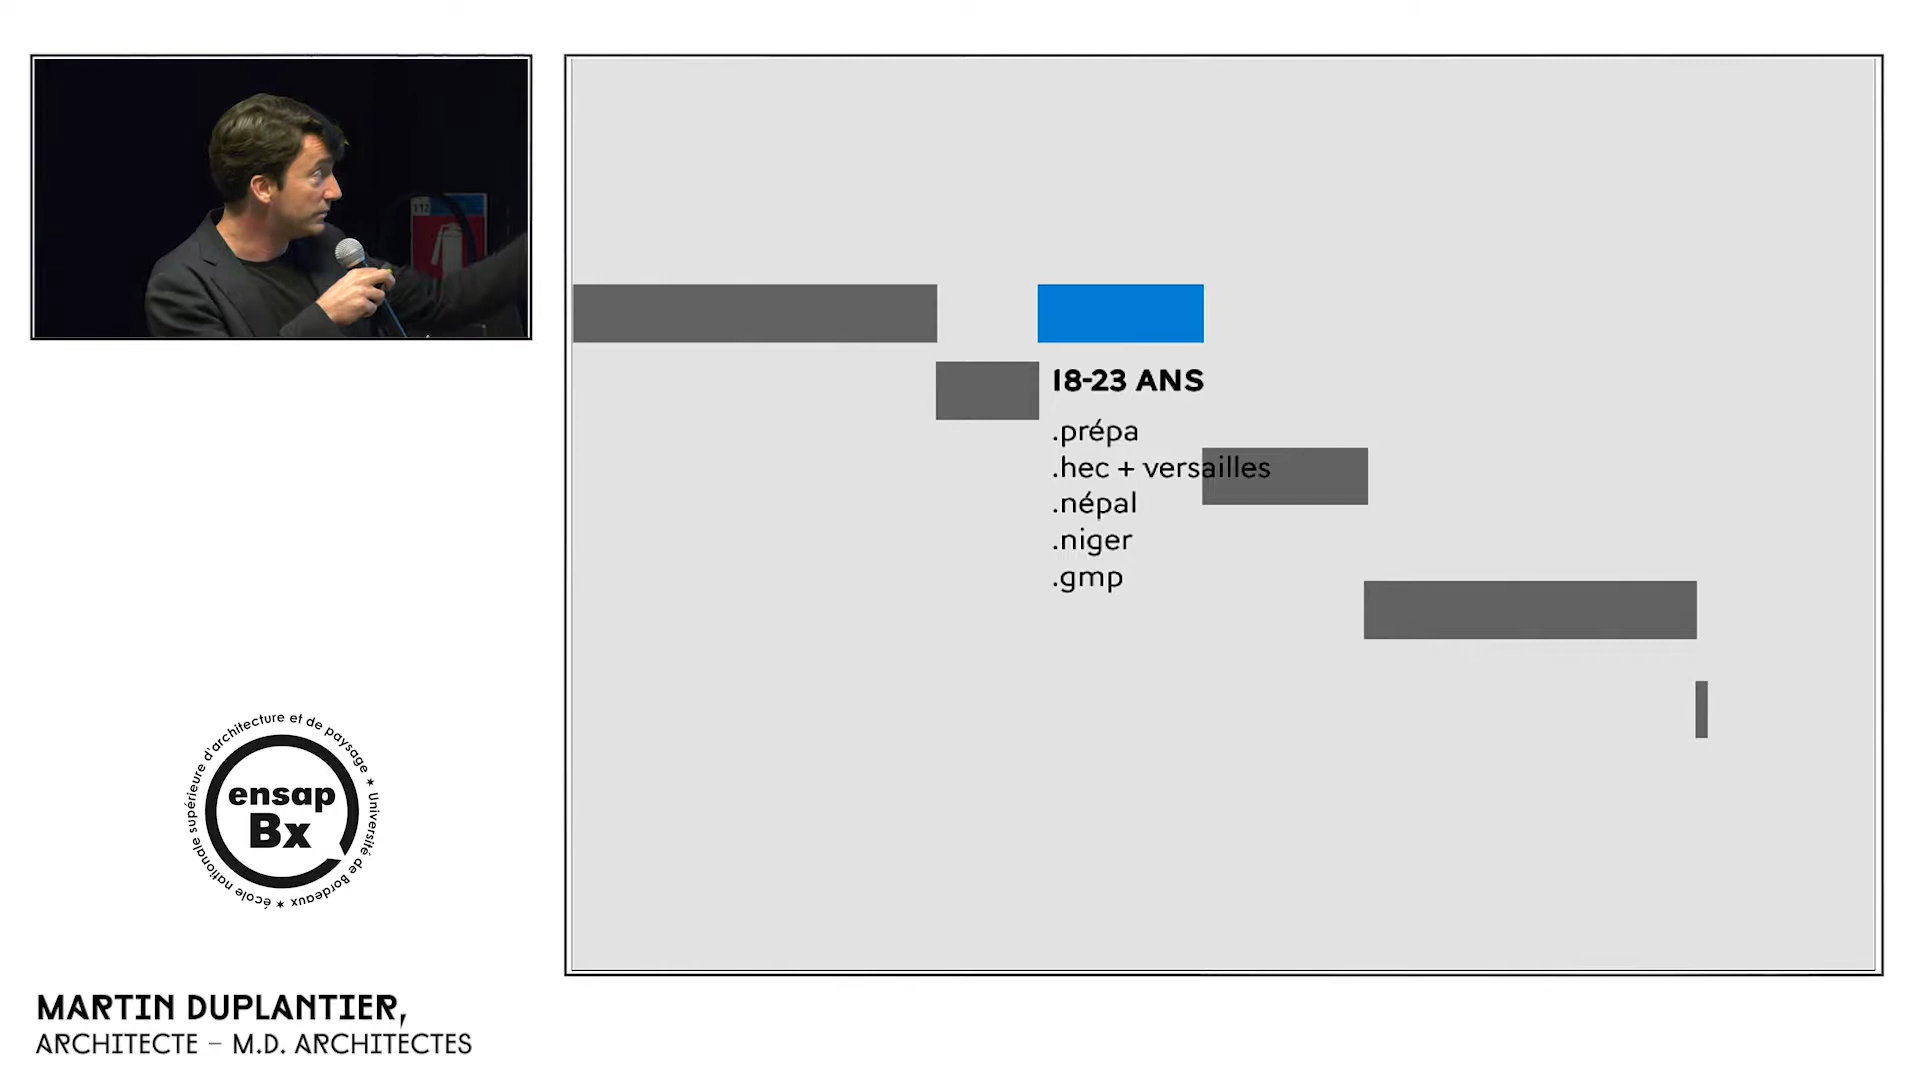 112
18-23 ANS
.prépa
.hec + versailles
.népal
.niger
.gmp
école nationale supérieure d'architecture et de paysage ★ Université de Bordeaux ★
ensap
Bx
MARTIN DUPLANTIER,
ARCHITECTE – M.D. ARCHITECTES